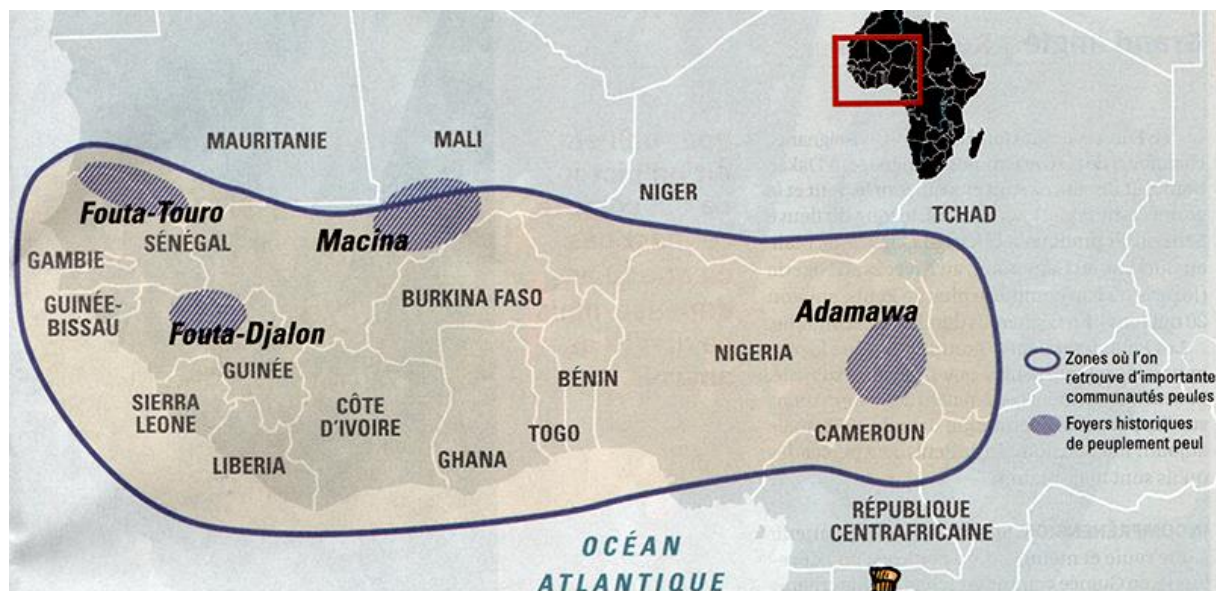 MAURITANIE
MALI
NIGER
TCHAD
Fouta-Touro
SÉNÉGAL
Macina
GAMBIE
GUINÉE-
BISSAU
BURKINA FASO
Fouta-Djalon
Adamawa
GUINÉE
NIGERIA
BÉNIN
SIERRA
LEONE
CÔTE
D'IVOIRE
LIBERIA
GHANA
TOGO
CAMEROUN
RÉPUBLIQUE
CENTRAFRICAINE
OCÉAN
ATLANTIQUE
Zones où l'on
retrouve d'importante
communautés peules
Foyers historiques
de peuplement peul